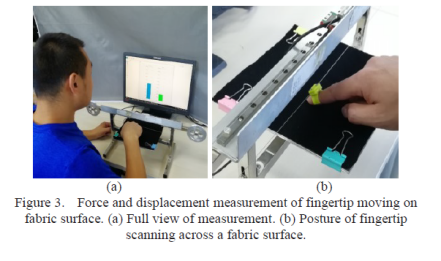 (a)
(b)
Figure 3. Force and displacement measurement of fingertip moving on
fabric surface. (a) Full view of measurement. (b) Posture of fingertip
scanning across a fabric surface.